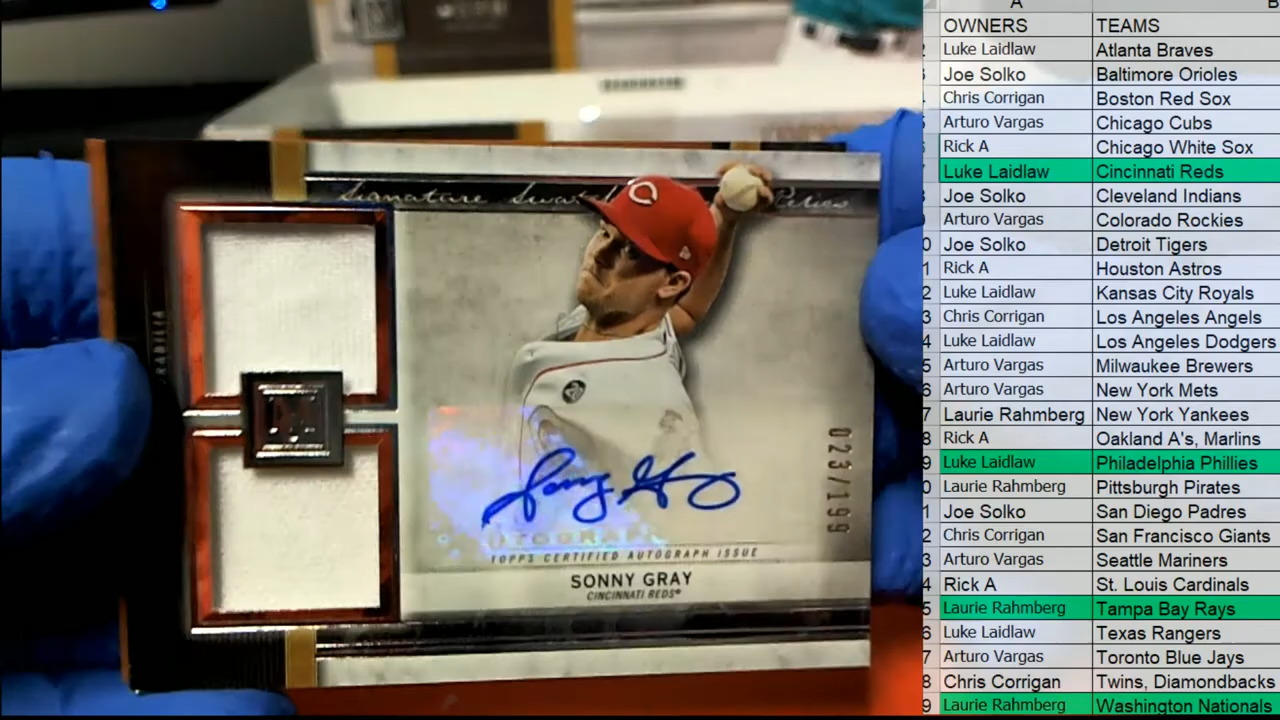 Signature Swa Series
023/199
TOPPS CERTIFIED AUTOGRAPH ISSUE
SONNY GRAY
CINCINNATI REDS®
A B
OWNERS TEAMS
Luke Laidlaw Atlanta Braves
Joe Solko Baltimore Orioles
Chris Corrigan Boston Red Sox
Arturo Vargas Chicago Cubs
Rick A Chicago White Sox
Luke Laidlaw Cincinnati Reds
Joe Solko Cleveland Indians
Arturo Vargas Colorado Rockies
Joe Solko Detroit Tigers
Rick A Houston Astros
Luke Laidlaw Kansas City Royals
Chris Corrigan Los Angeles Angels
Luke Laidlaw Los Angeles Dodgers
Arturo Vargas Milwaukee Brewers
Arturo Vargas New York Mets
Laurie Rahmberg New York Yankees
Rick A Oakland A's, Marlins
Luke Laidlaw Philadelphia Phillies
Laurie Rahmberg Pittsburgh Pirates
Joe Solko San Diego Padres
Chris Corrigan San Francisco Giants
Arturo Vargas Seattle Mariners
Rick A St. Louis Cardinals
Laurie Rahmberg Tampa Bay Rays
Luke Laidlaw Texas Rangers
Arturo Vargas Toronto Blue Jays
Chris Corrigan Twins, Diamondbacks
Laurie Rahmberg Washington Nationals